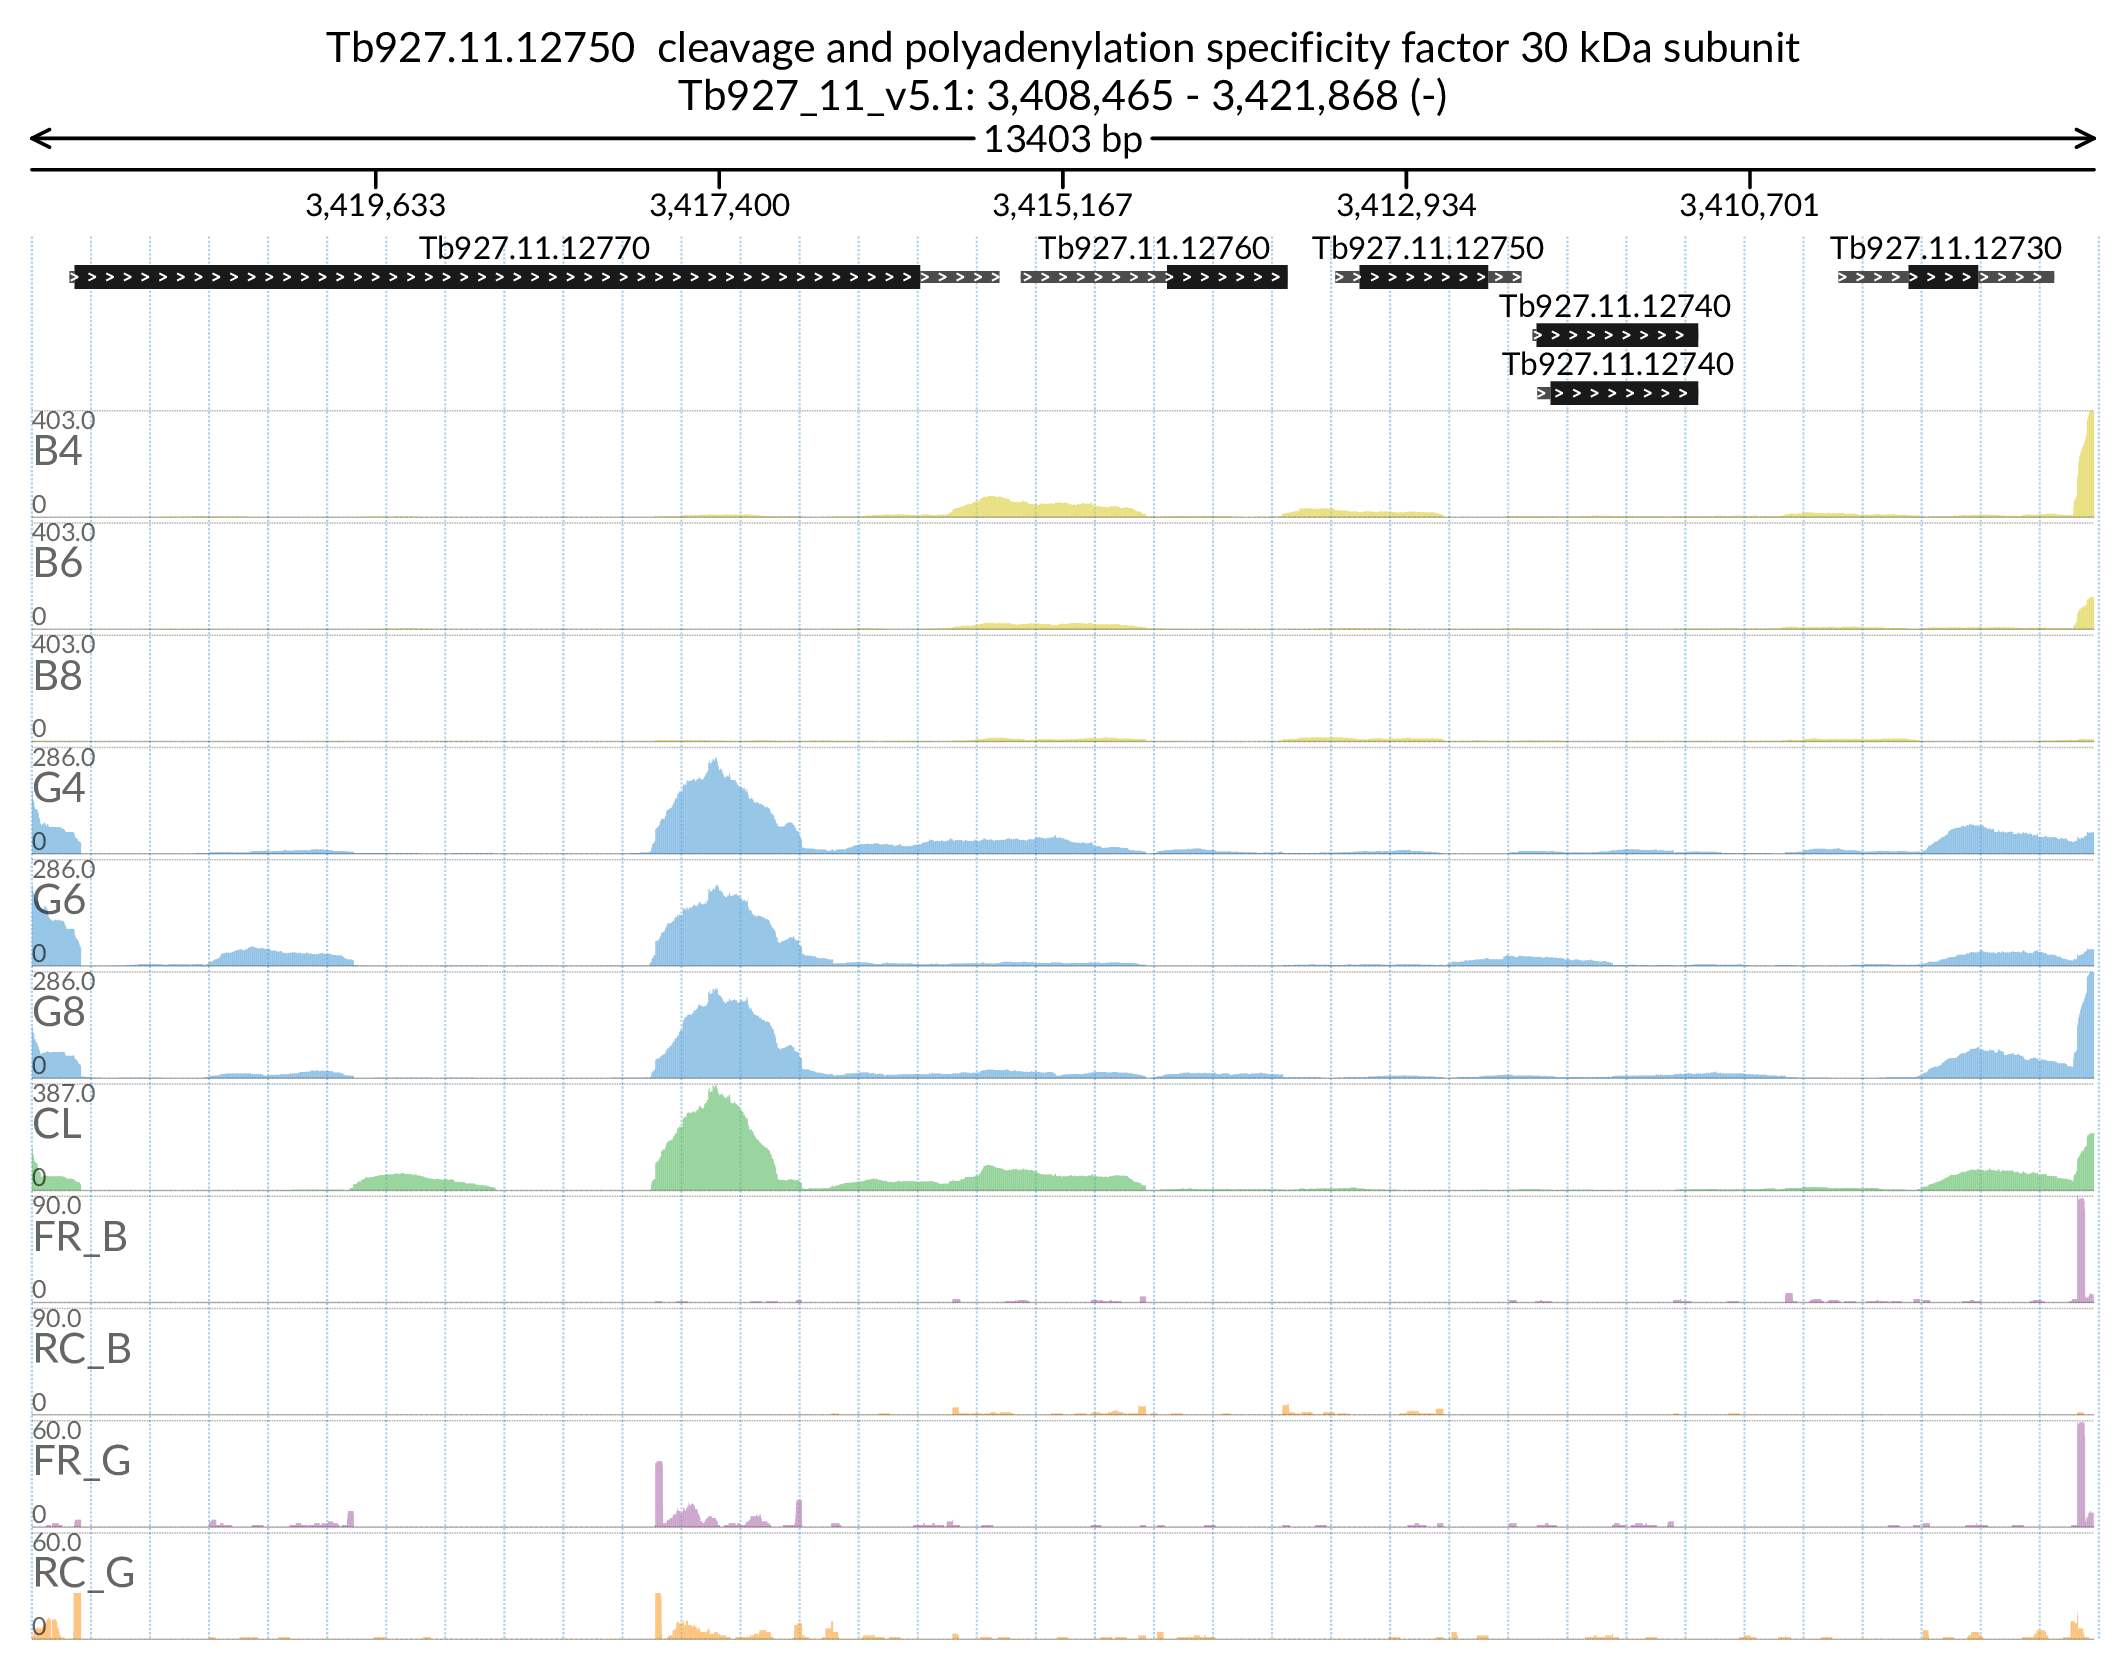 Tb927.11.12750  cleavage and polyadenylation specificity factor 30 kDa subunit
Tb927_11_v5.1: 3,408,465 - 3,421,868 (-)
13403 bp
3,419,633 3,417,400 3,415,167 3,412,934 3,410,701
Tb927.11.12770 Tb927.11.12760 Tb927.11.12750 Tb927.11.12730
Tb927.11.12740
Tb927.11.12740
403.0
B4
0
403.0
B6
0
403.0
B8
0
286.0
G4
0
286.0
G6
0
286.0
G8
0
387.0
CL
0
90.0
FR_B
0
90.0
RC_B
0
60.0
FR_G
0
60.0
RC_G
0